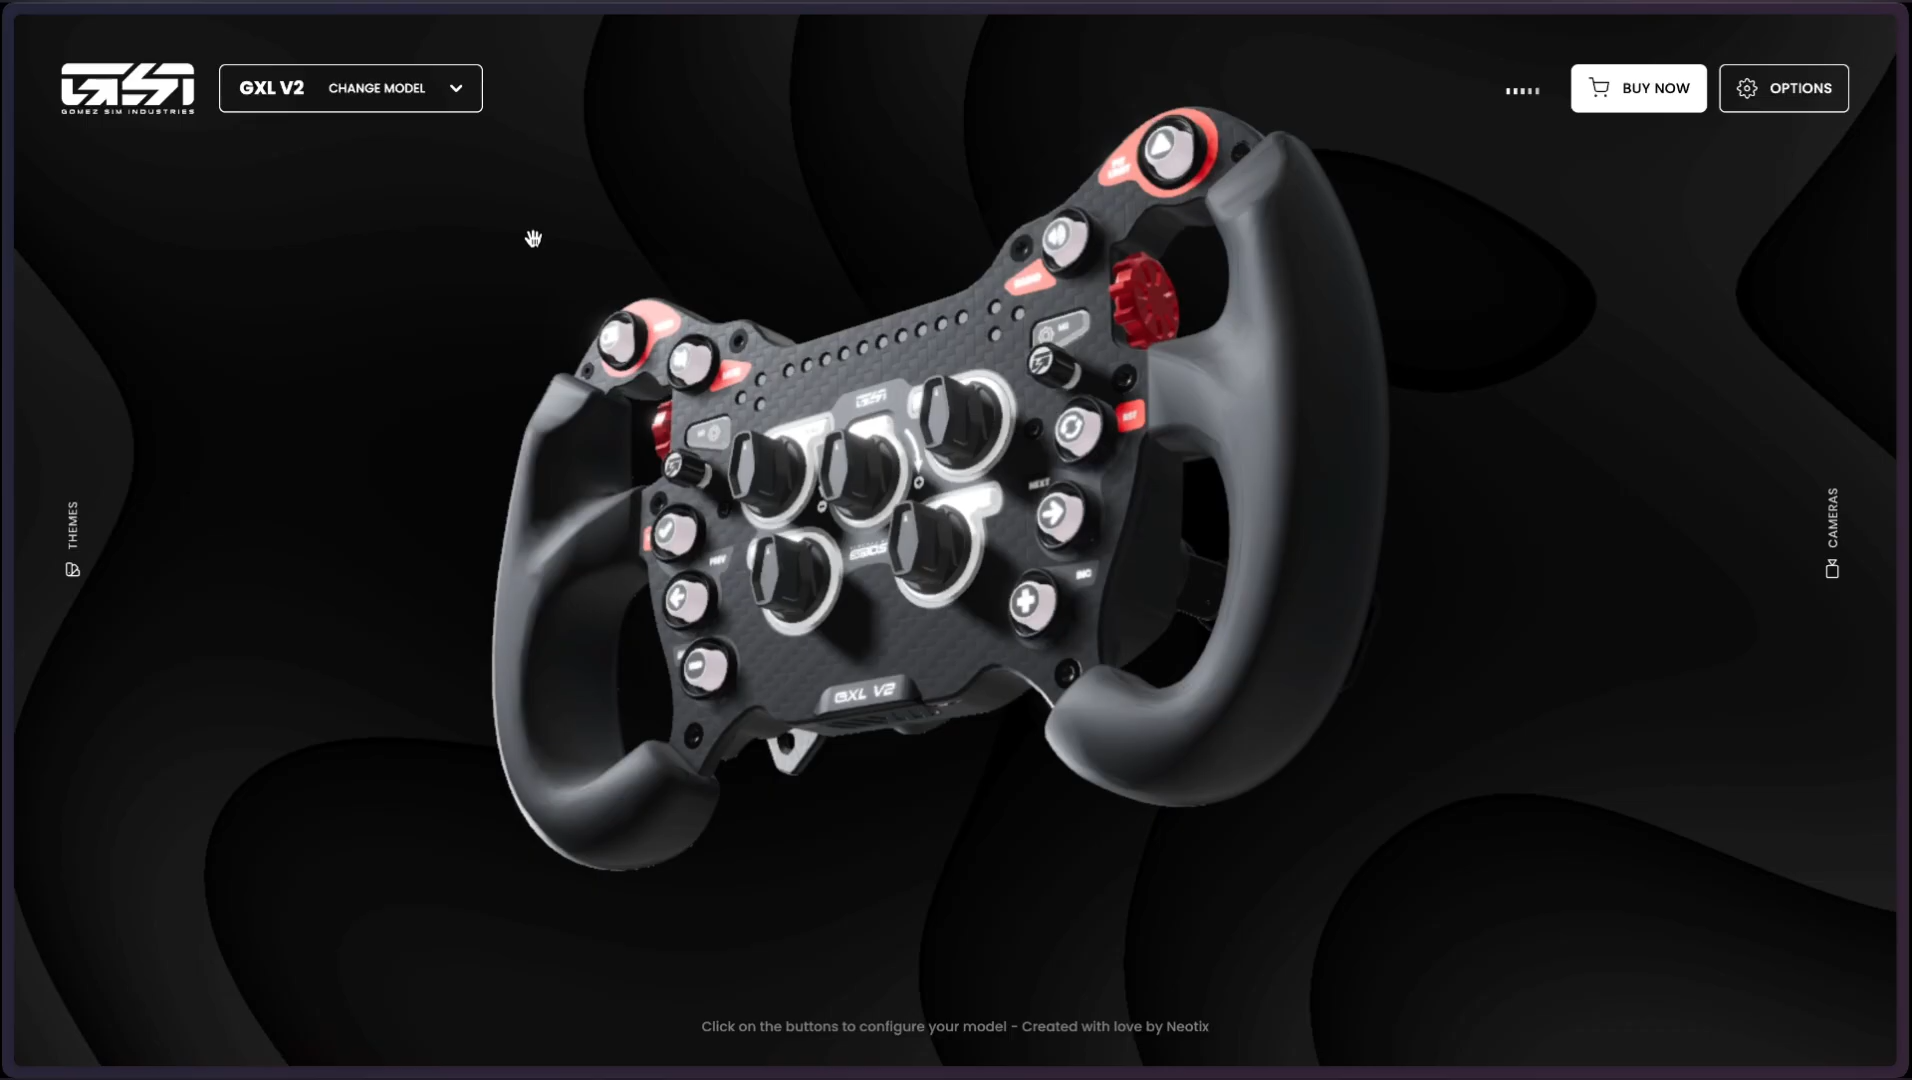 GSI
GOMEZ SIM INDUSTRIES
GXL V2 CHANGE MODEL
BUY NOW
OPTIONS
THEMES
CAMERAS
NEXT
PREV
INC
GXL V2
Click on the buttons to configure your model - Created with love by Neotix